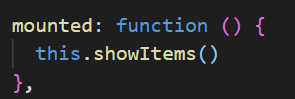 mounted: function () {
  this.showItems()
},